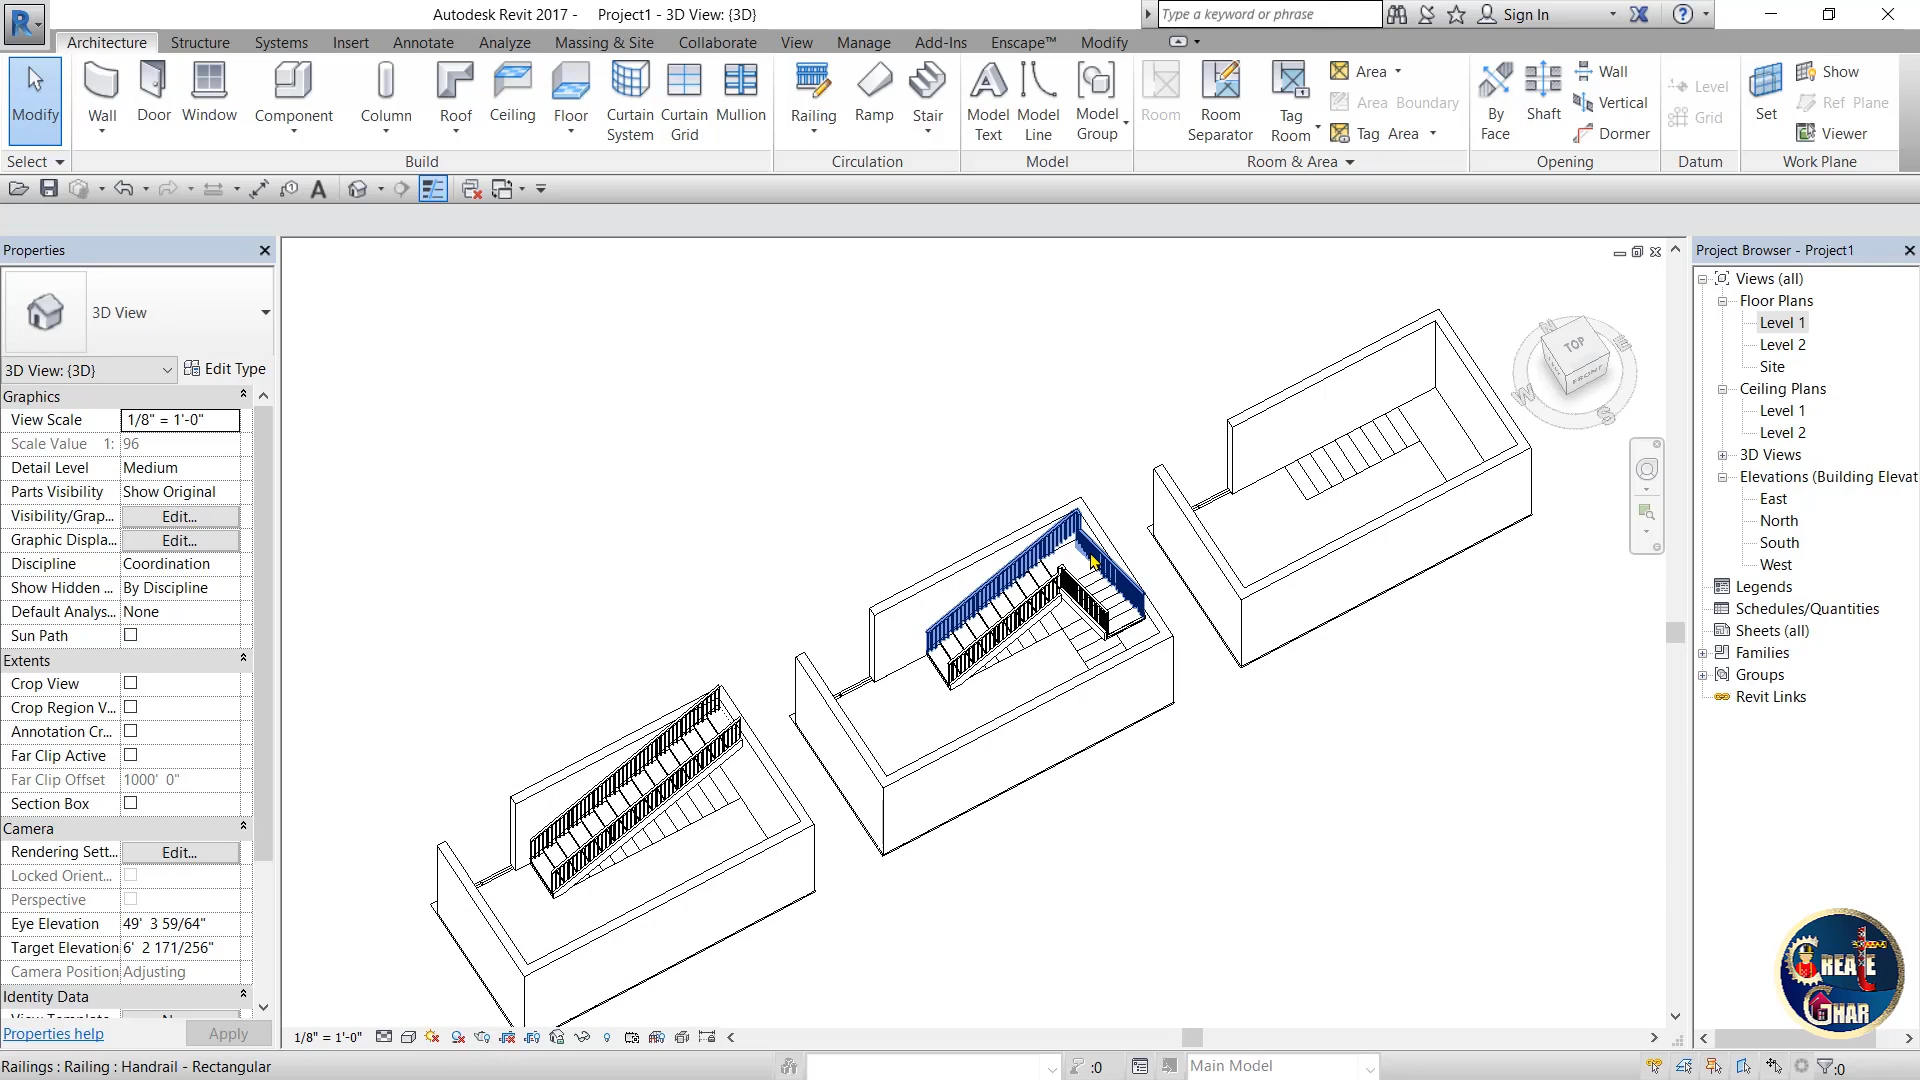 Autodesk Revit 2017 - Project1 - 3D View: {3D}
Type a keyword or phrase
Sign In
Architecture Structure Systems Insert Annotate Analyze Massing & Site Collaborate View Manage Add-Ins Enscape™ Modify
Modify Wall Door Window Component Column Roof Ceiling Floor Curtain System Curtain Grid Mullion Railing Ramp Stair Model Text Model Line Model Group Room Room Separator Tag Room
Area
Area Boundary
Tag Area
By Face Shaft
Wall
Vertical
Dormer
Level
Grid
Set
Show
Ref Plane
Viewer
Select Build Circulation Model Room & Area Opening Datum Work Plane
Properties
3D View
3D View: {3D} Edit Type
Graphics
View Scale 1/8" = 1'-0"
Scale Value 1: 96
Detail Level Medium
Parts Visibility Show Original
Visibility/Grap... Edit...
Graphic Displa... Edit...
Discipline Coordination
Show Hidden ... By Discipline
Default Analys... None
Sun Path
Extents
Crop View
Crop Region V...
Annotation Cr...
Far Clip Active
Far Clip Offset 1000' 0"
Section Box
Camera
Rendering Sett... Edit...
Locked Orient...
Perspective
Eye Elevation 49' 3 59/64"
Target Elevation 6' 2 171/256"
Camera Position Adjusting
Identity Data
Properties help Apply
TOP
FRONT
N
E
S
W
Project Browser - Project1
Views (all)
Floor Plans
Level 1
Level 2
Site
Ceiling Plans
Level 1
Level 2
3D Views
Elevations (Building Elevat
East
North
South
West
Legends
Schedules/Quantities
Sheets (all)
Families
Groups
Revit Links
CREATE
GHAR
1/8" = 1'-0"
Railings : Railing : Handrail - Rectangular
:0
Main Model
:0